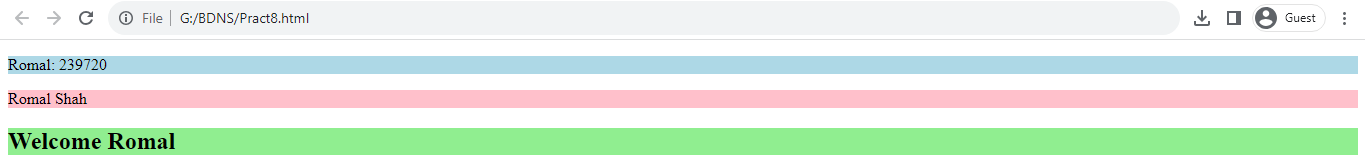 File
G:/BDNS/Pract8.html
Guest
Romal: 239720
Romal Shah
Welcome Romal